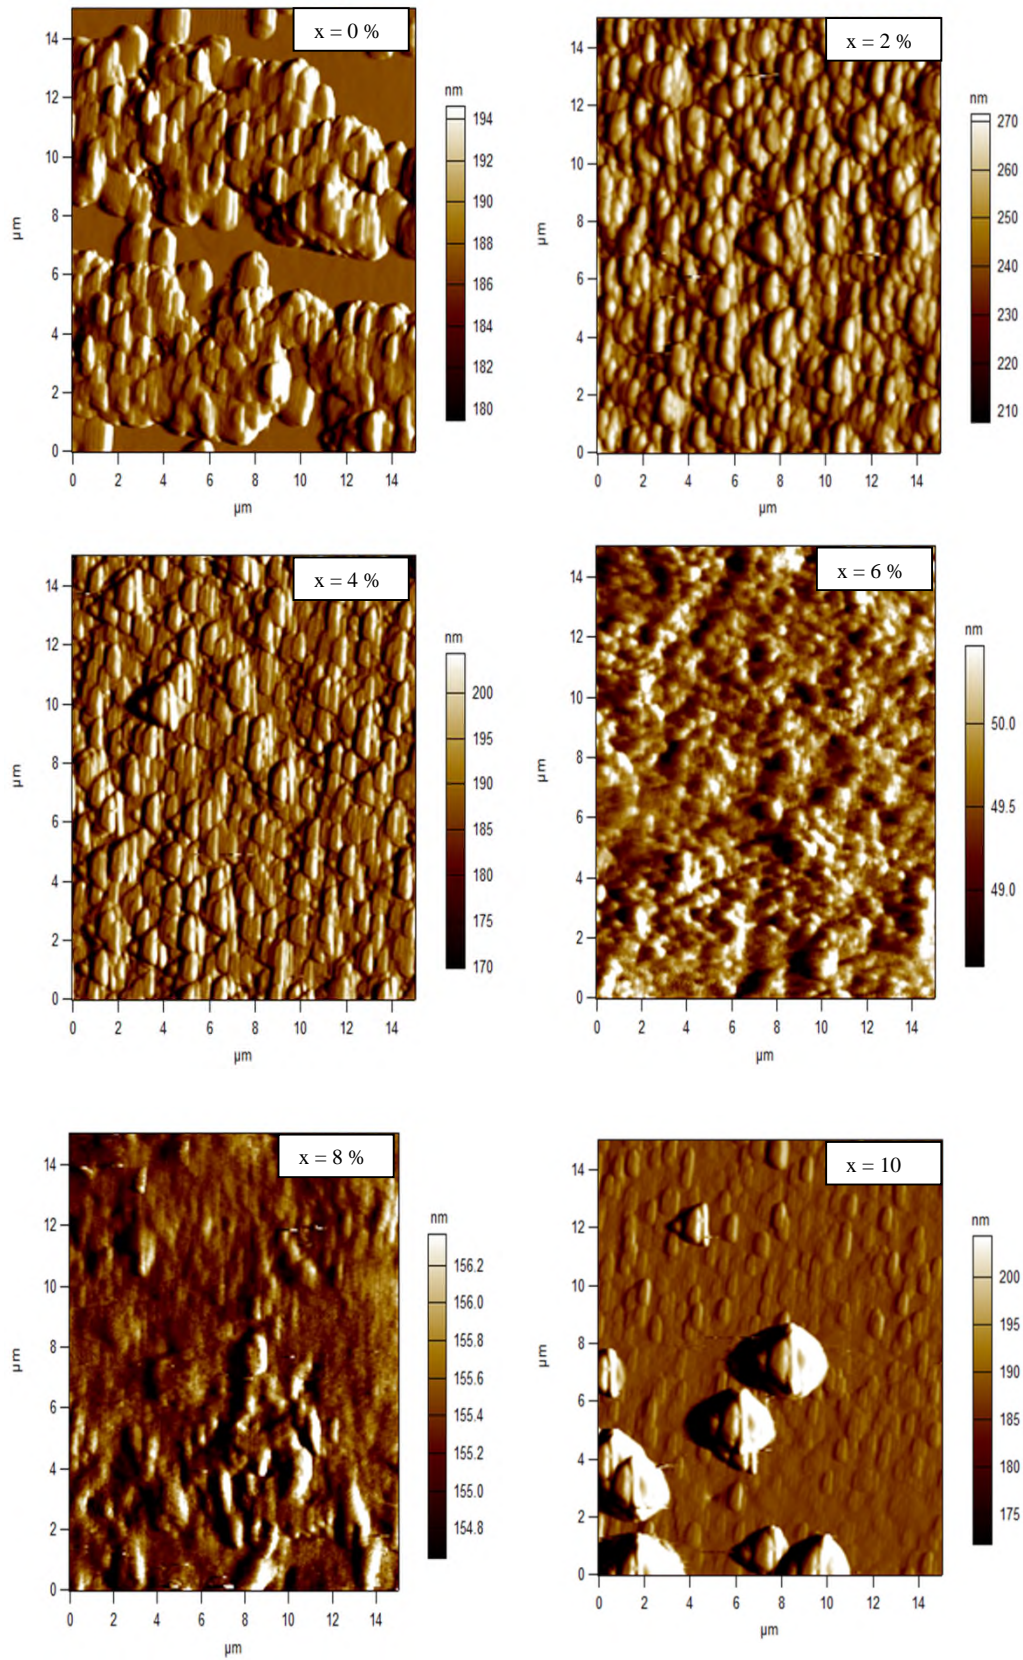 x = 0 %
nm
194
192
190
188
186
184
182
180
14
12
10
8
6
4
2
0
µm
0 2 4 6 8 10 12 14
µm
x = 2 %
nm
270
260
250
240
230
220
210
14
12
10
8
6
4
2
0
µm
0 2 4 6 8 10 12 14
µm
x = 4 %
nm
200
195
190
185
180
175
170
14
12
10
8
6
4
2
0
µm
0 2 4 6 8 10 12 14
µm
x = 6 %
nm
50.0
49.5
49.0
14
12
10
8
6
4
2
0
µm
0 2 4 6 8 10 12 14
µm
x = 8 %
nm
156.2
156.0
155.8
155.6
155.4
155.2
155.0
154.8
14
12
10
8
6
4
2
0
µm
0 2 4 6 8 10 12 14
µm
x = 10
nm
200
195
190
185
180
175
14
12
10
8
6
4
2
0
µm
0 2 4 6 8 10 12 14
µm